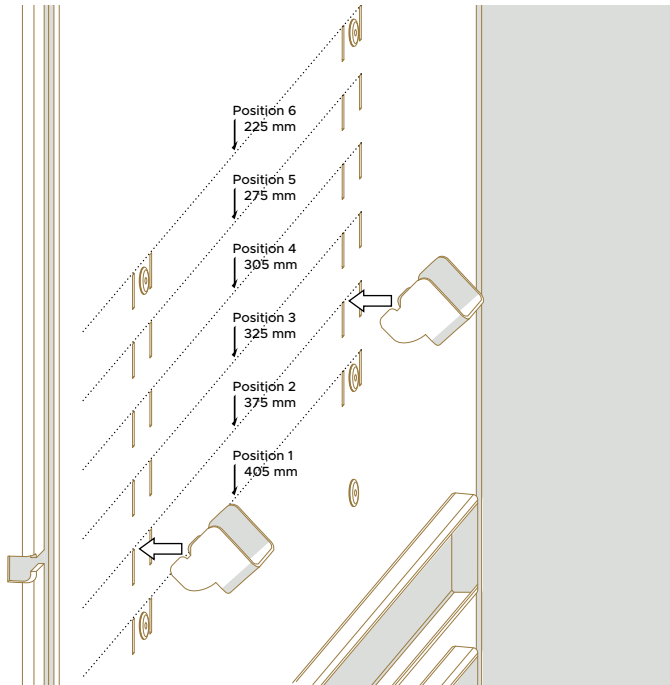 Position 6
225 mm
Position 5
275 mm
Position 4
305 mm
Position 3
325 mm
Position 2
375 mm
Position 1
405 mm